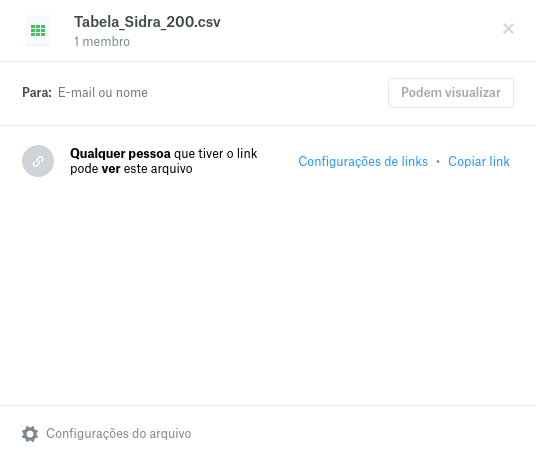 Tabela_Sidra_200.csv
1 membro
Para: E-mail ou nome
Podem visualizar
Qualquer pessoa que tiver o link
pode ver este arquivo
Configurações de links • Copiar link
Configurações do arquivo